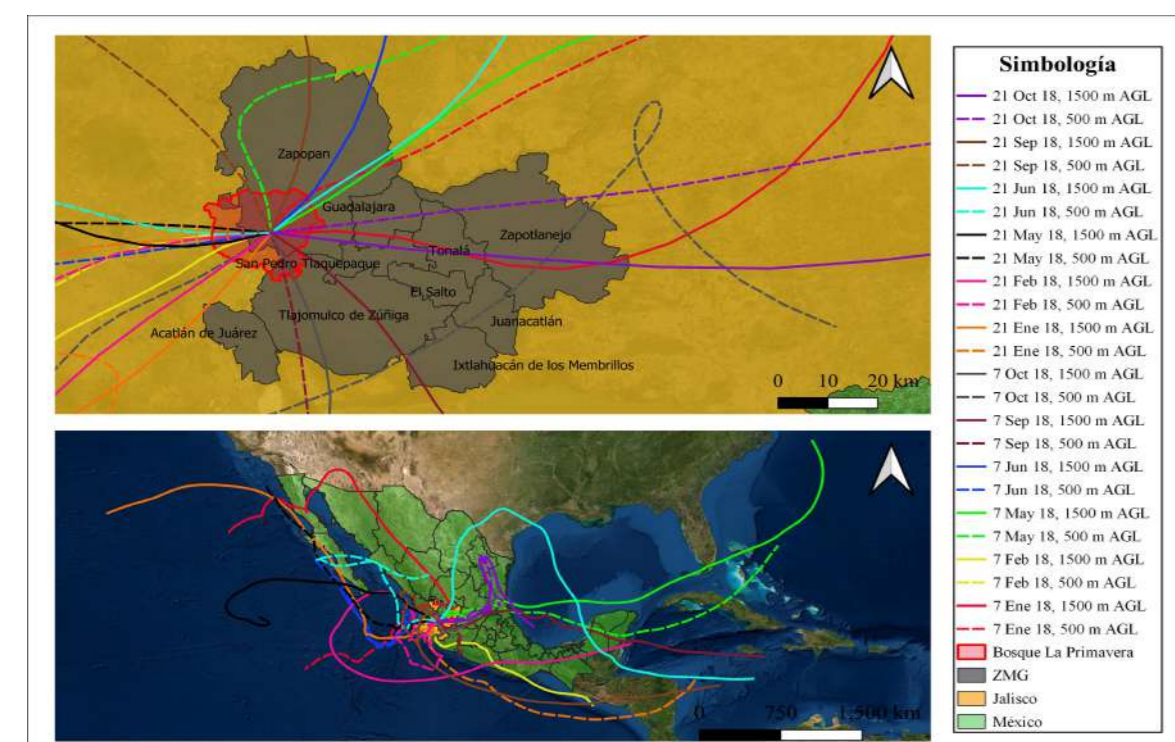 Zapopan
Guadalajara
Zapotlanejo
Tonalá
San Pedro Tlaquepaque
El Salto
Tlajomulco de Zúñiga
Juanacatlán
Acatlán de Juárez
Ixtlahuacán de los Membrillos
0 10 20 km
0 750 1,500 km
Simbología
21 Oct 18, 1500 m AGL
21 Oct 18, 500 m AGL
21 Sep 18, 1500 m AGL
21 Sep 18, 500 m AGL
21 Jun 18, 1500 m AGL
21 Jun 18, 500 m AGL
21 May 18, 1500 m AGL
21 May 18, 500 m AGL
21 Feb 18, 1500 m AGL
21 Feb 18, 500 m AGL
21 Ene 18, 1500 m AGL
21 Ene 18, 500 m AGL
7 Oct 18, 1500 m AGL
7 Oct 18, 500 m AGL
7 Sep 18, 1500 m AGL
7 Sep 18, 500 m AGL
7 Jun 18, 1500 m AGL
7 Jun 18, 500 m AGL
7 May 18, 1500 m AGL
7 May 18, 500 m AGL
7 Feb 18, 1500 m AGL
7 Feb 18, 500 m AGL
7 Ene 18, 1500 m AGL
7 Ene 18, 500 m AGL
Bosque La Primavera
ZMG
Jalisco
México